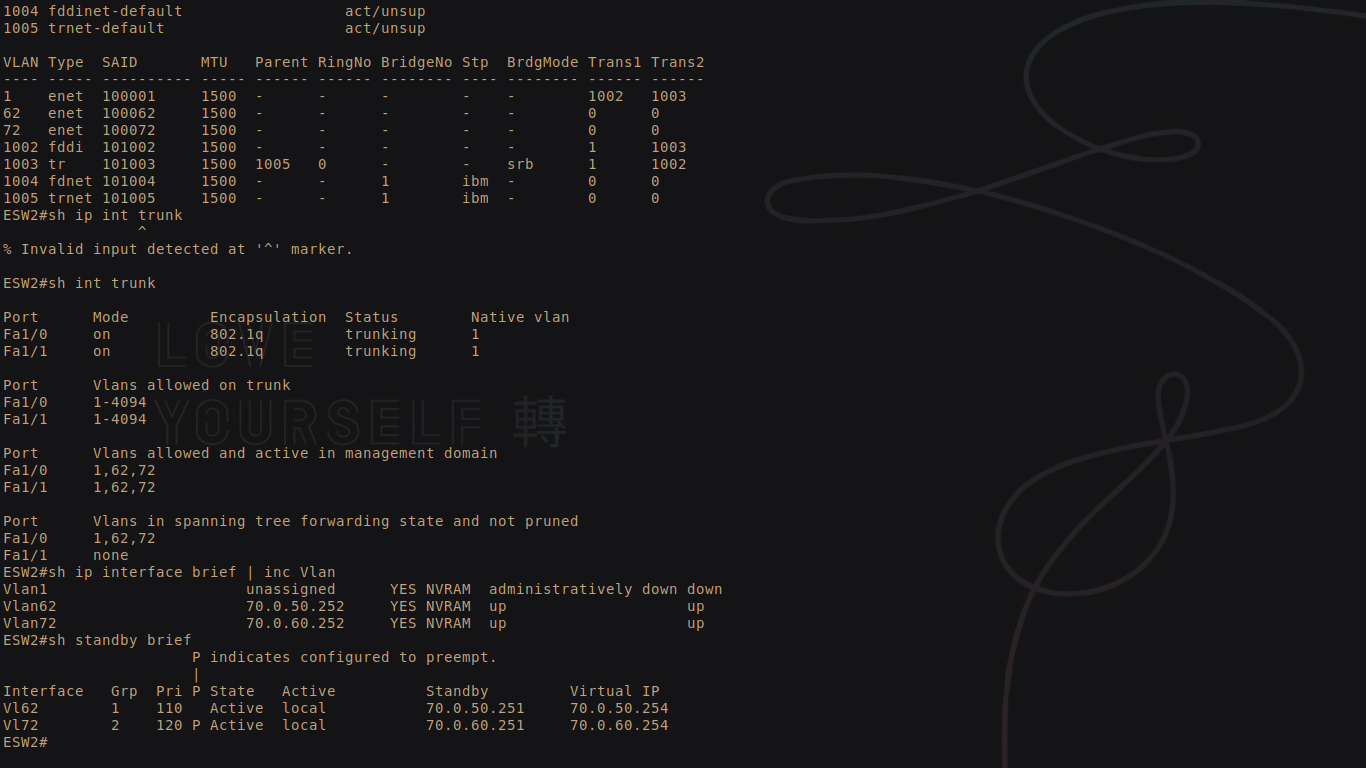 1004 fddinet-default                  act/unsup
1005 trnet-default                    act/unsup

VLAN Type  SAID       MTU   Parent RingNo BridgeNo Stp  BrdgMode Trans1 Trans2
---- ----- ---------- ----- ------ ------ -------- ---- -------- ------ ------
1    enet  100001     1500  -      -      -        -    -        1002   1003
62   enet  100062     1500  -      -      -        -    -        0      0
72   enet  100072     1500  -      -      -        -    -        0      0
1002 fddi  101002     1500  -      -      -        -    -        1      1003
1003 tr    101003     1500  1005   0      -        -    srb      1      1002
1004 fdnet 101004     1500  -      -      1        ibm  -        0      0
1005 trnet 101005     1500  -      -      1        ibm  -        0      0
ESW2#sh ip int trunk
               ^
% Invalid input detected at '^' marker.

ESW2#sh int trunk

Port      Mode         Encapsulation  Status        Native vlan
Fa1/0     on           802.1q         trunking      1
Fa1/1     on           802.1q         trunking      1

Port      Vlans allowed on trunk
Fa1/0     1-4094
Fa1/1     1-4094

Port      Vlans allowed and active in management domain
Fa1/0     1,62,72
Fa1/1     1,62,72

Port      Vlans in spanning tree forwarding state and not pruned
Fa1/0     1,62,72
Fa1/1     none
ESW2#sh ip interface brief | inc Vlan
Vlan1                      unassigned      YES NVRAM  administratively down down
Vlan62                     70.0.50.252     YES NVRAM  up                    up
Vlan72                     70.0.60.252     YES NVRAM  up                    up
ESW2#sh standby brief
                     P indicates configured to preempt.
                     |
Interface   Grp  Pri P State   Active          Standby         Virtual IP
Vl62        1    110   Active  local           70.0.50.251     70.0.50.254
Vl72        2    120 P Active  local           70.0.60.251     70.0.60.254
ESW2#
LOVE
YOURSELF 轉